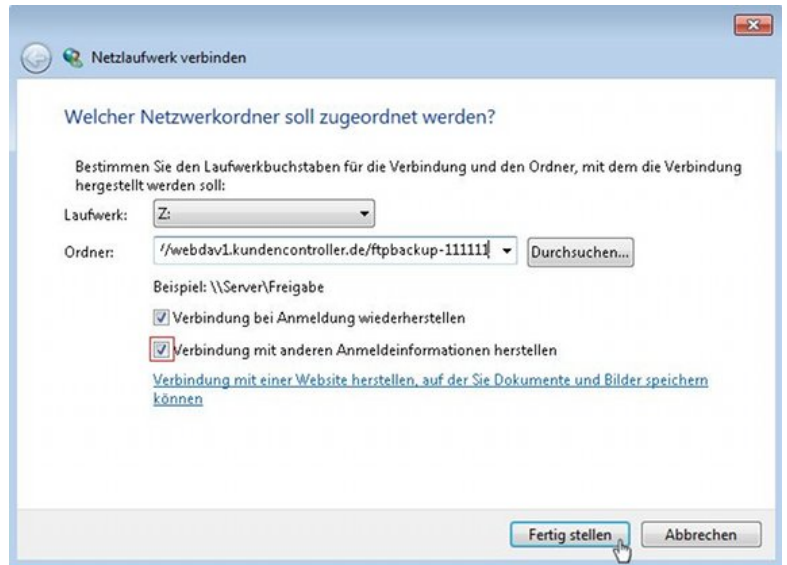 Netzlaufwerk verbinden
Welcher Netzwerkordner soll zugeordnet werden?
Bestimmen Sie den Laufwerkbuchstaben für die Verbindung und den Ordner, mit dem die Verbindung
hergestellt werden soll:
Laufwerk: Z:
Ordner: //webdav1.kundencontroller.de/ftpbackup-111111 Durchsuchen...
Beispiel: \\Server\Freigabe
Verbindung bei Anmeldung wiederherstellen
Verbindung mit anderen Anmeldeinformationen herstellen
Verbindung mit einer Website herstellen, auf der Sie Dokumente und Bilder speichern
können
Fertig stellen Abbrechen